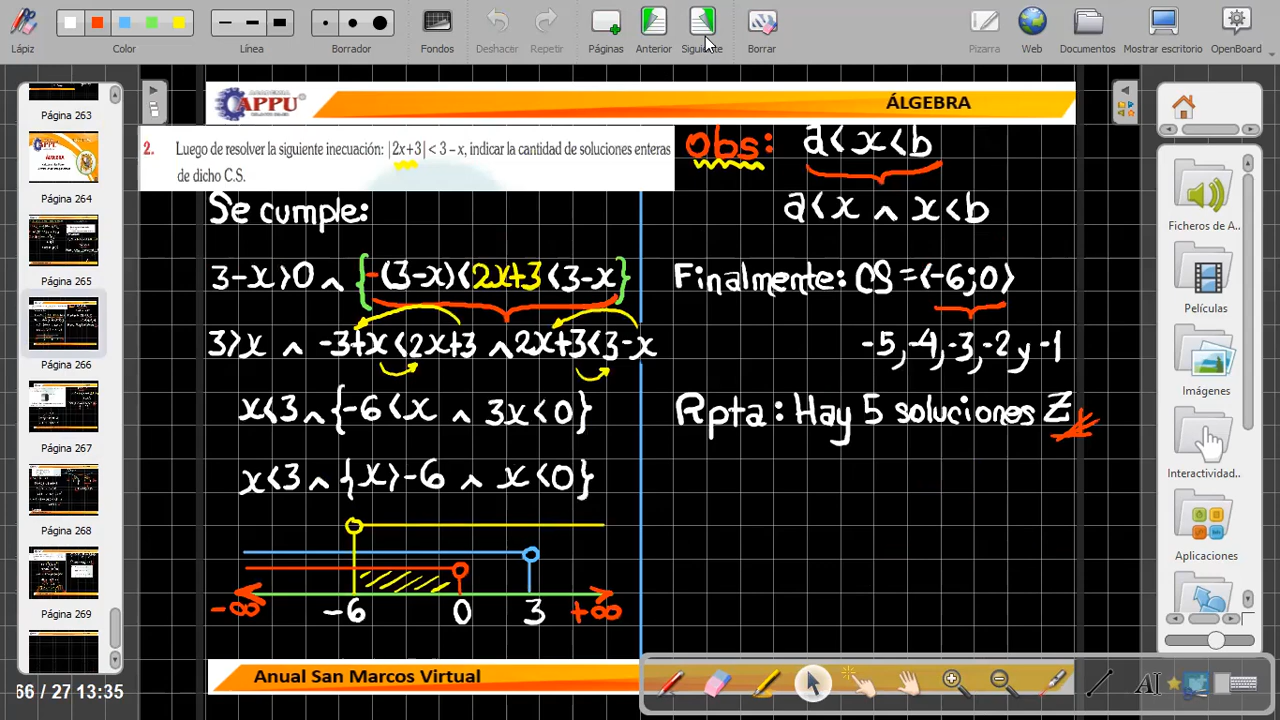 Lápiz Color Línea Borrador Fondos Deshacer Repetir Páginas Anterior Siguiente Borrar Pizarra Web Documentos Mostrar escritorio OpenBoard
Página 263
Página 264
Página 265
Página 266
Página 267
Página 268
Página 269
66 / 27 13:35
ACADEMIA
APPU
ÁLGEBRA
2. Luego de resolver la siguiente inecuación: |2x+3| < 3 – x, indicar la cantidad de soluciones enteras
de dicho C.S.
Se cumple:
3-x>0 ∧ {-(3-x)<2x+3<3-x}
3>x ∧ -3+x<2x+3 ∧ 2x+3<3-x
x<3 ∧ {-6<x ∧ 3x<0}
x<3 ∧ {x>-6 ∧ x<0}
-∞ -6 0 3 +∞
obs: a<x<b
a<x ∧ x<b
Finalmente: CS = <-6;0>
-5,-4,-3,-2 y -1
Rpta: Hay 5 soluciones Z
Anual San Marcos Virtual
Ficheros de A...
Películas
Imágenes
Interactividad...
Aplicaciones
AI